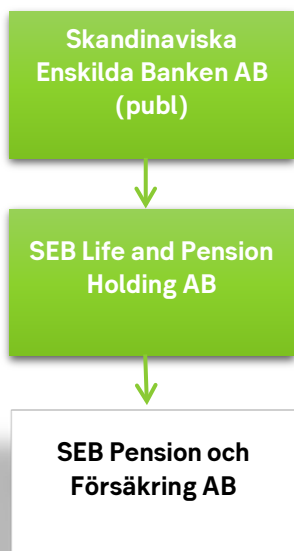 Skandinaviska
Enskilda Banken AB
(publ)
SEB Life and Pension
Holding AB
SEB Pension och
Försäkring AB